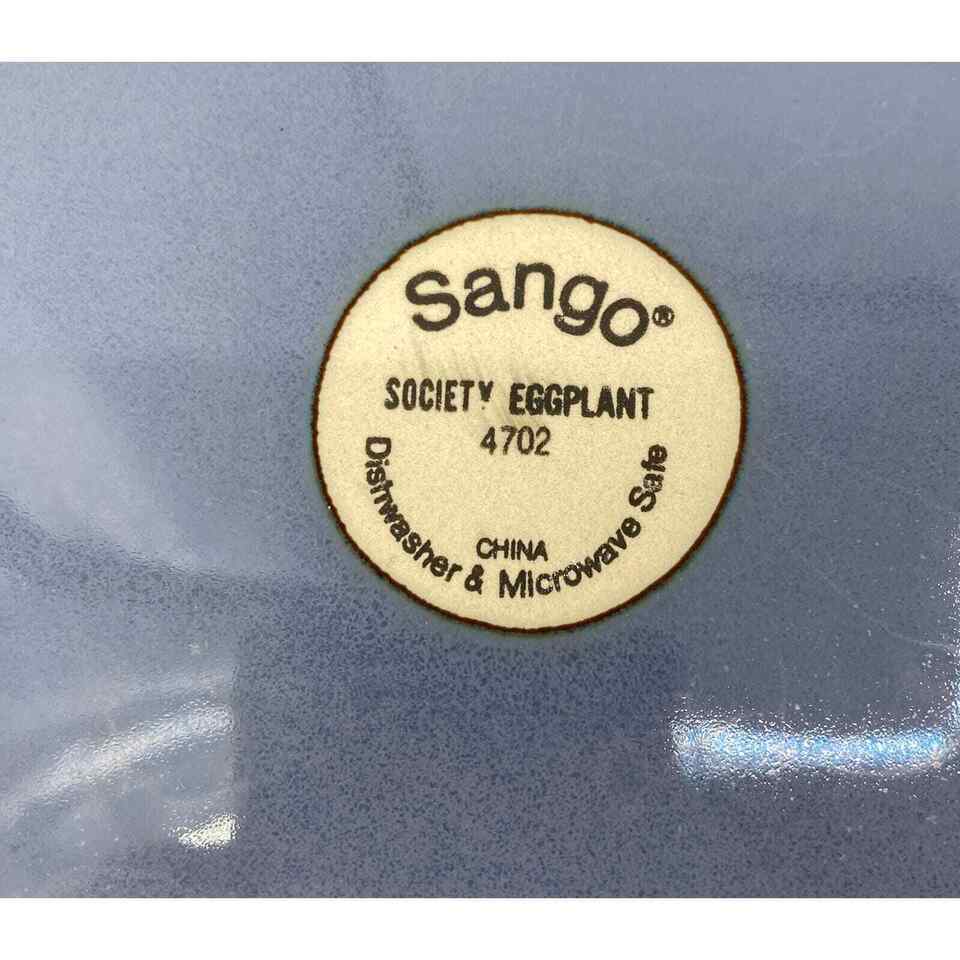 Sango®
SOCIETY EGGPLANT
4702
CHINA
Dishwasher & Microwave Safe